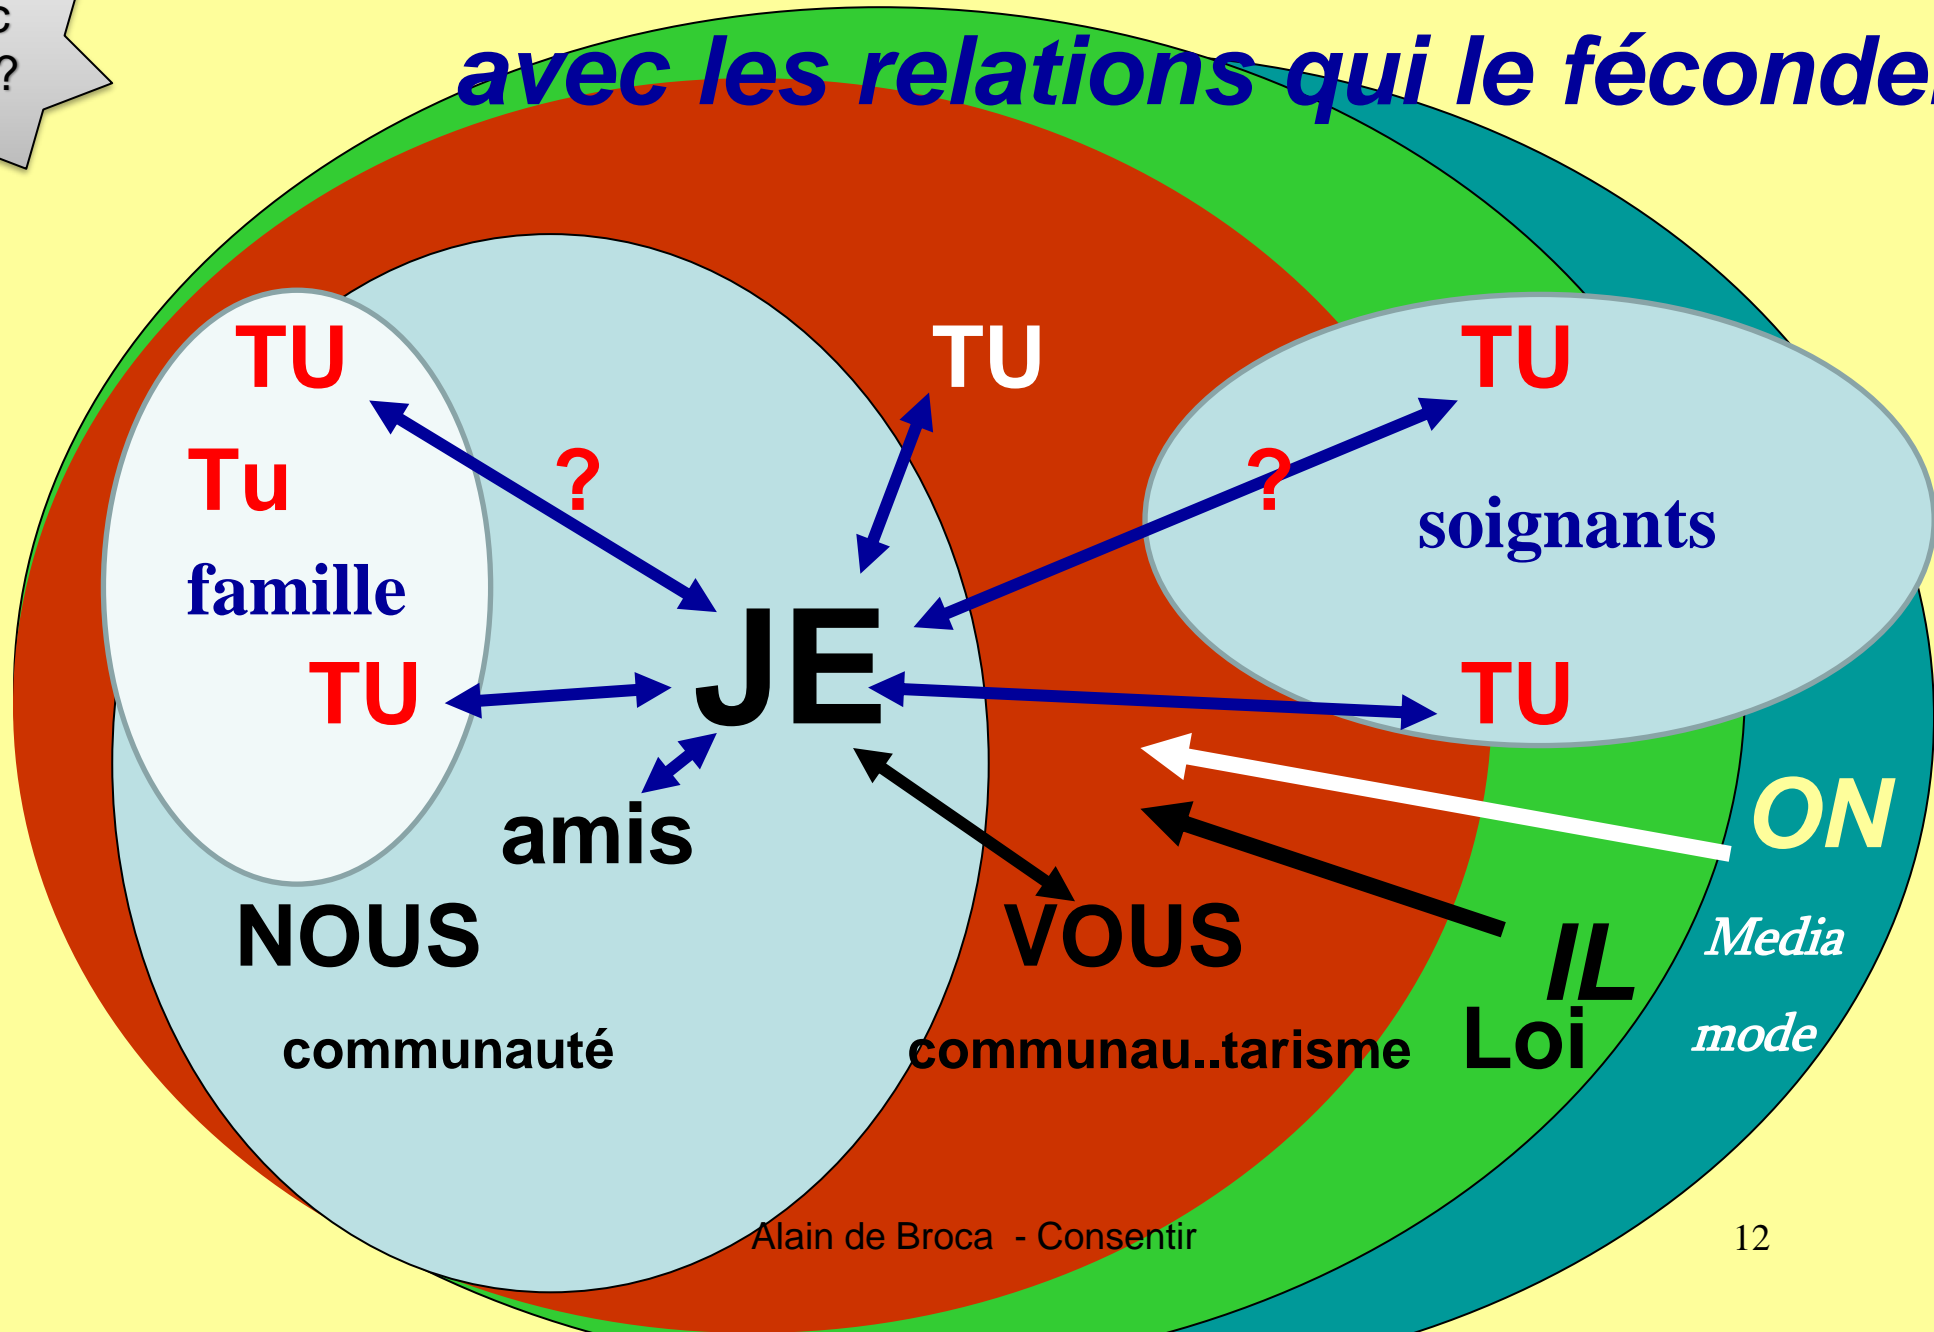 ?
avec les relations qui le féconde
TU
TU
TU
Tu
?
?
soignants
famille
TU
JE
TU
amis
ON
NOUS
VOUS
IL
Media
communauté
communau..tarisme
Loi
mode
Alain de Broca - Consentir
12